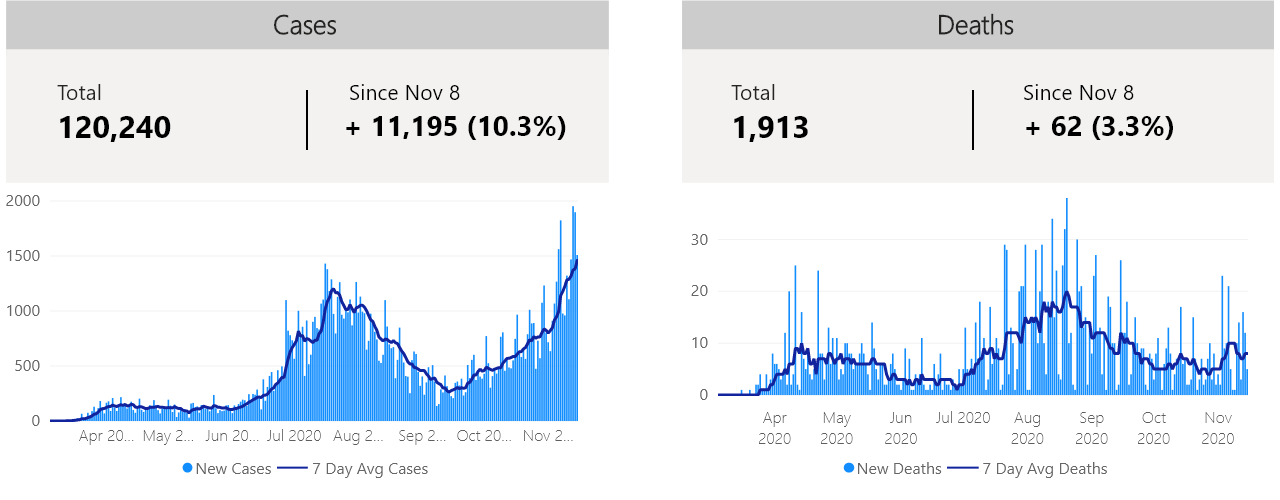 Cases
Total
120,240
Since Nov 8
+ 11,195 (10.3%)
2000
1500
1000
500
0
Apr 20... May 2... Jun 20... Jul 2020 Aug 2... Sep 2... Oct 20... Nov 2...
New Cases 7 Day Avg Cases
Deaths
Total
1,913
Since Nov 8
+ 62 (3.3%)
30
20
10
0
Apr May Jun Jul 2020 Aug Sep Oct Nov
2020 2020 2020 2020 2020 2020 2020
New Deaths 7 Day Avg Deaths